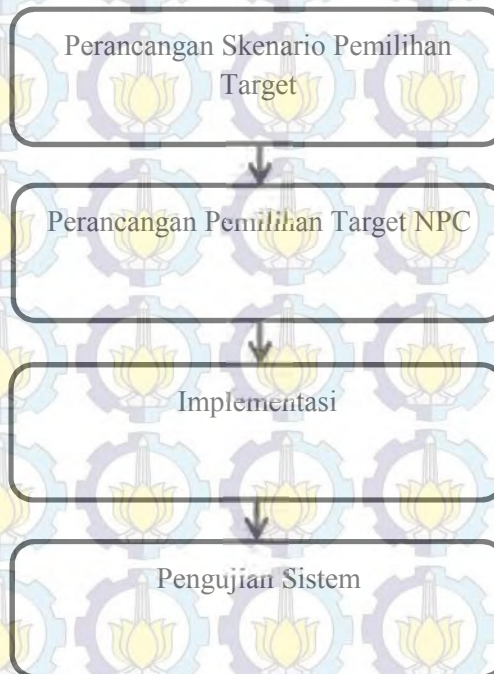 Perancangan Skenario Pemilihan
Target
Perancangan Pemilihan Target NPC
Implementasi
Pengujian Sistem